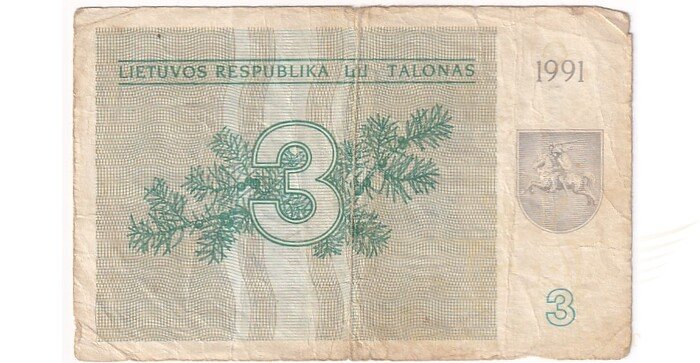 LIETUVOS RESPUBLIKA TALONAS
1991
3
3